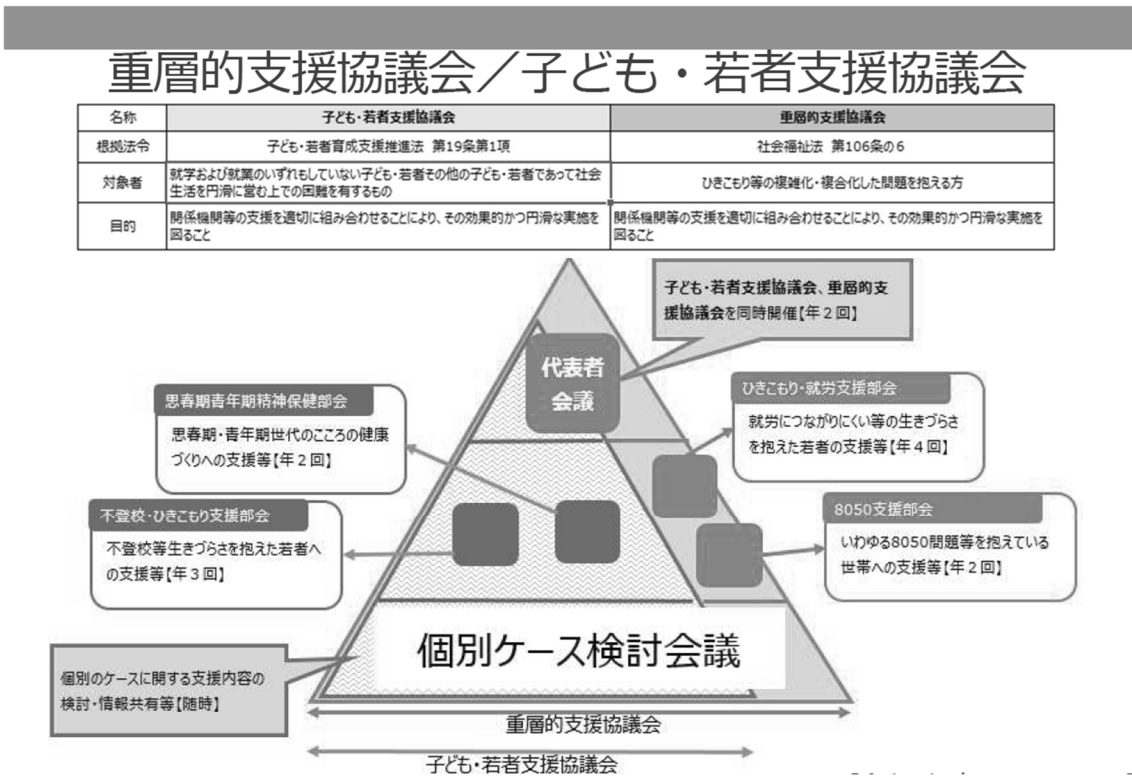 重層的支援協議会／子ども・若者支援協議会
名称
子ども・若者支援協議会
重層的支援協議会
根拠法令
子ども・若者育成支援推進法 第19条第1項
社会福祉法 第106条の6
対象者
就学および就業のいずれもしていない子ども・若者その他の子ども・若者であって社会
生活を円滑に営む上での困難を有するもの
ひきこもり等の複雑化・複合化した問題を抱える方
目的
関係機関等の支援を適切に組み合わせることにより、その効果的かつ円滑な実施を
図ること
関係機関等の支援を適切に組み合わせることにより、その効果的かつ円滑な実施を
図ること
子ども・若者支援協議会、重層的支
援協議会を同時開催【年２回】
代表者
会議
思春期青年期精神保健部会
思春期・青年期世代のこころの健康
づくりへの支援等【年２回】
ひきこもり・就労支援部会
就労につながりにくい等の生きづらさ
を抱えた若者の支援等【年４回】
不登校・ひきこもり支援部会
不登校等生きづらさを抱えた若者へ
の支援等【年３回】
8050支援部会
いわゆる8050問題等を抱えている
世帯への支援等【年２回】
個別ケース検討会議
個別のケースに関する支援内容の
検討・情報共有等【随時】
重層的支援協議会
子ども・若者支援協議会